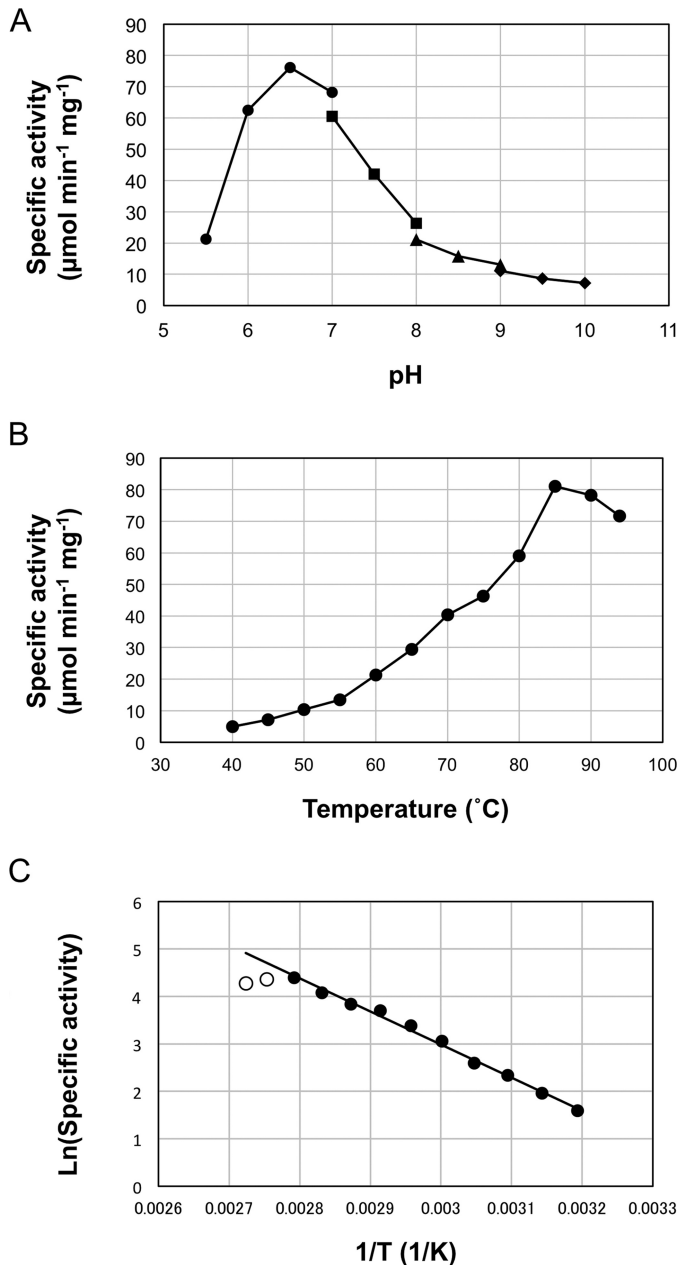 A
Specific activity
(µmol min⁻¹ mg⁻¹)
90
80
70
60
50
40
30
20
10
0
5 6 7 8 9 10 11
pH
B
Specific activity
(µmol min⁻¹ mg⁻¹)
90
80
70
60
50
40
30
20
10
0
30 40 50 60 70 80 90 100
Temperature (˚C)
C
Ln(Specific activity)
6
5
4
3
2
1
0
0.0026 0.0027 0.0028 0.0029 0.003 0.0031 0.0032 0.0033
1/T (1/K)